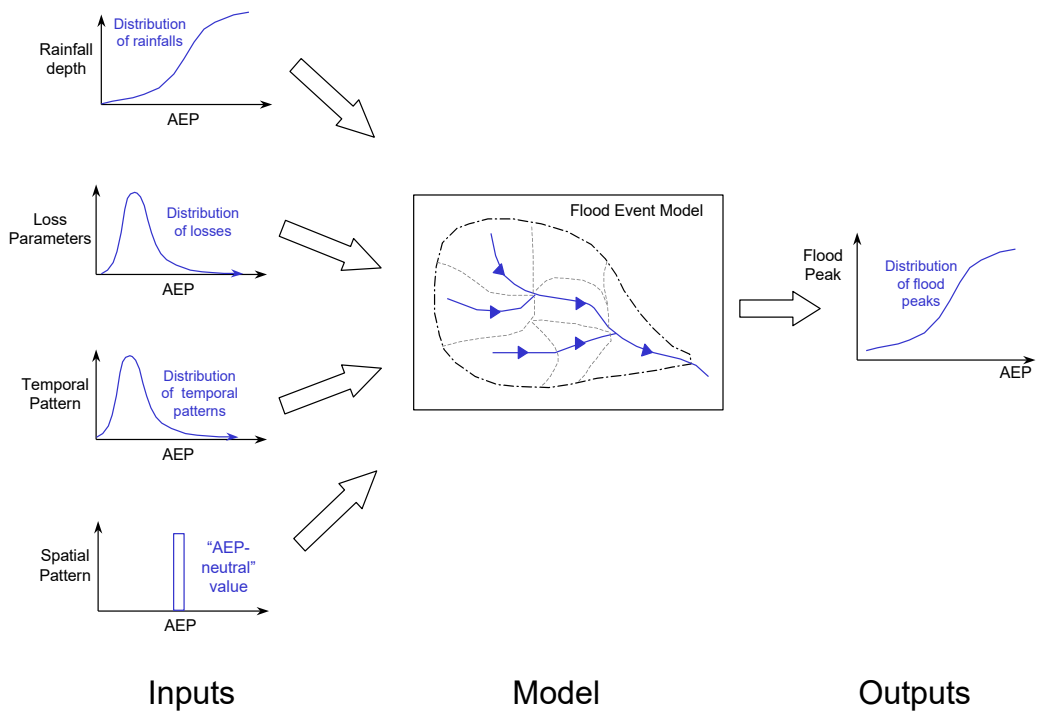 Distribution
of rainfalls
Rainfall
depth
AEP
Loss
Parameters
Distribution
of losses
AEP
Temporal
Pattern
Distribution
of temporal
patterns
AEP
Spatial
Pattern
“AEP-
neutral”
value
AEP
Flood Event Model
Flood
Peak
Distribution
of flood
peaks
AEP
Inputs
Model
Outputs